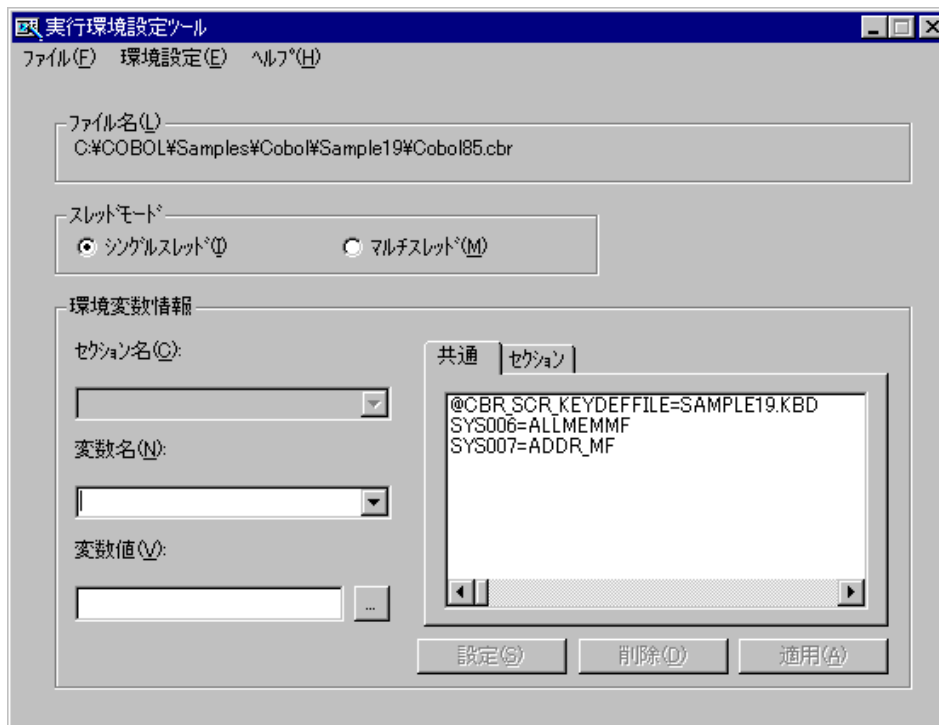 実行環境設定ツール
ﾌｧｲﾙ(F) 環境設定(E) ﾍﾙﾌﾟ(H)
ﾌｧｲﾙ名(L)
C:¥COBOL¥Samples¥Cobol¥Sample19¥Cobol85.cbr
ｽﾚｯﾄﾞﾓｰﾄﾞ
ｼﾝｸﾞﾙｽﾚｯﾄﾞ(I) ﾏﾙﾁｽﾚｯﾄﾞ(M)
環境変数情報
ｾｸｼｮﾝ名(C):
共通 ｾｸｼｮﾝ
@CBR_SCR_KEYDEFFILE=SAMPLE19.KBD
SYS006=ALLMEMMF
SYS007=ADDR_MF
変数名(N):
変数値(V):
...
設定(S) 削除(D) 適用(A)